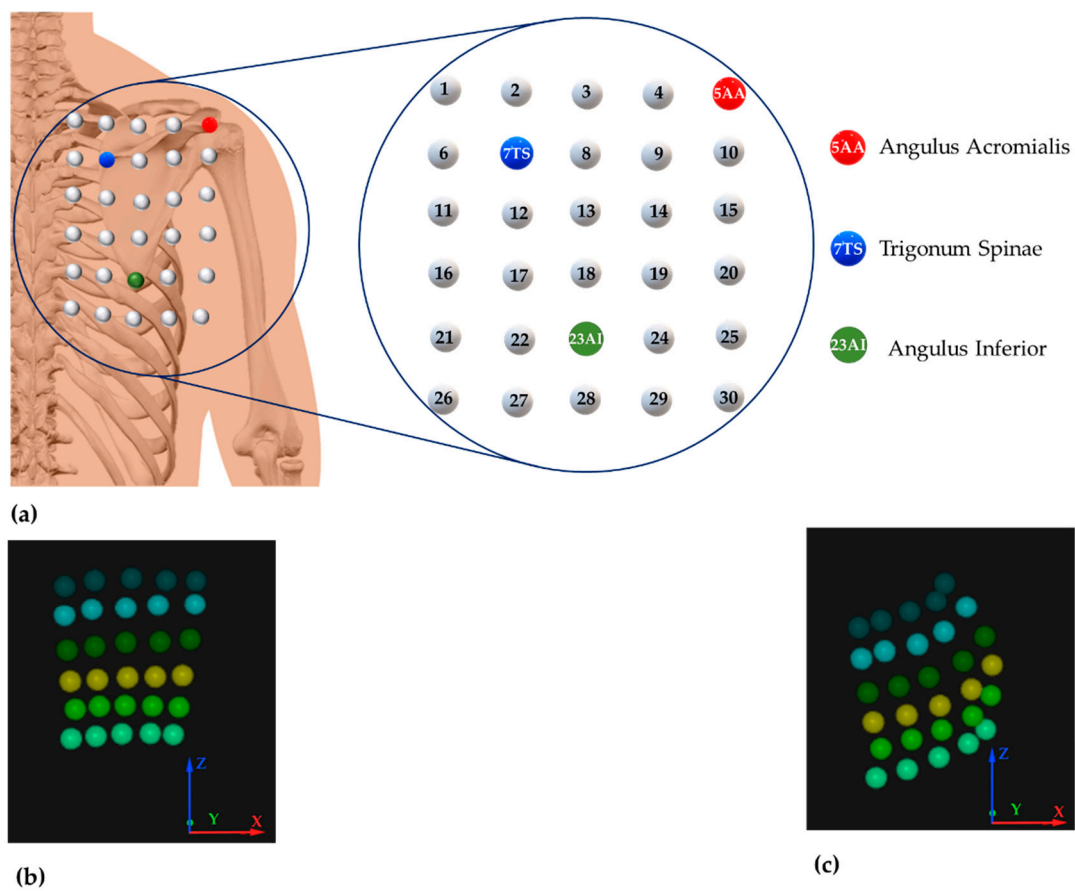 1 2 3 4 5AA
6 7TS 8 9 10
11 12 13 14 15
16 17 18 19 20
21 22 23AI 24 25
26 27 28 29 30
5AA Angulus Acromialis
7TS Trigonum Spinae
23AI Angulus Inferior
(a)
Z
Y
X
(b)
Z
Y
X
(c)